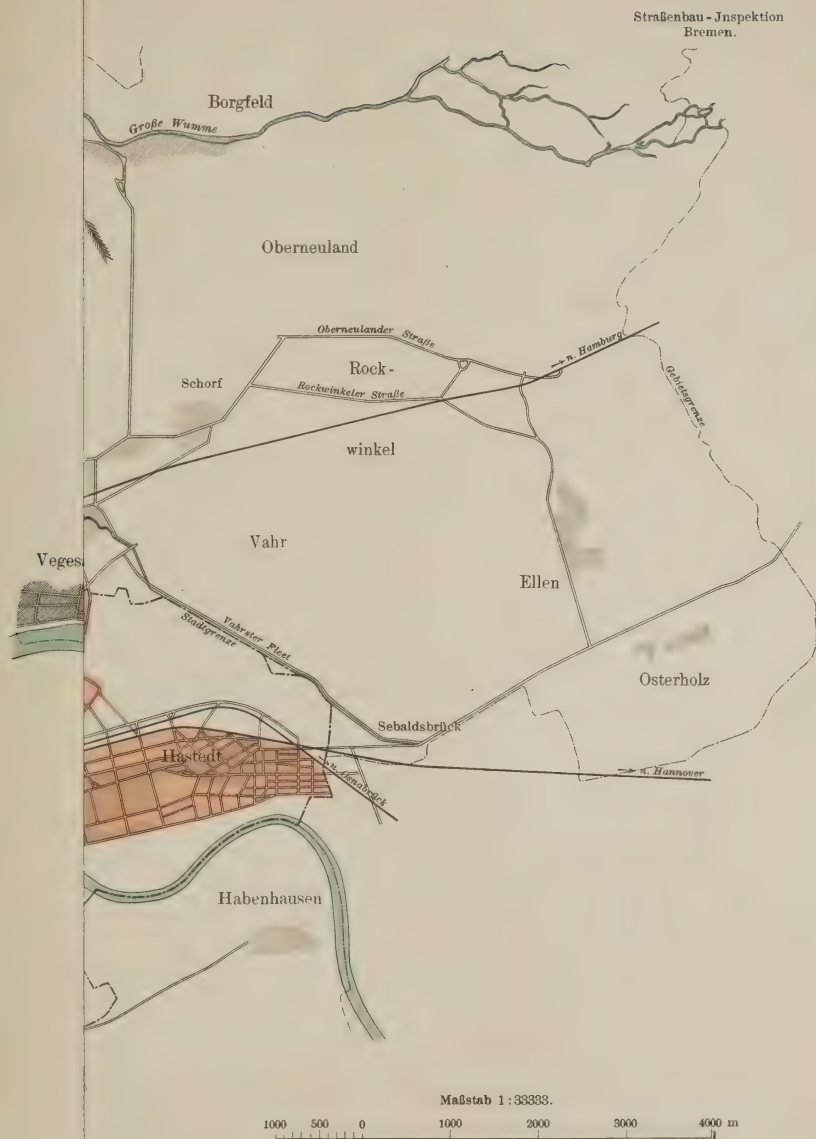 Straßenbau - Jnspektion
Bremen.
Borgfeld
Große Wumme
Oberneuland
Oberneulander Straße
n. Hamburg
Rock-
Schorf
Rockwinkeler Straße
Gebietsgrenze
winkel
Vahr
Veges
Ellen
Vahrster Fleet
Stadtgrenze
Osterholz
Sebaldsbrück
Hastedt
n. Osnabrück
n. Hannover
Habenhausen
Maßstab 1:33333.
1000 500 0 1000 2000 3000 4000 m